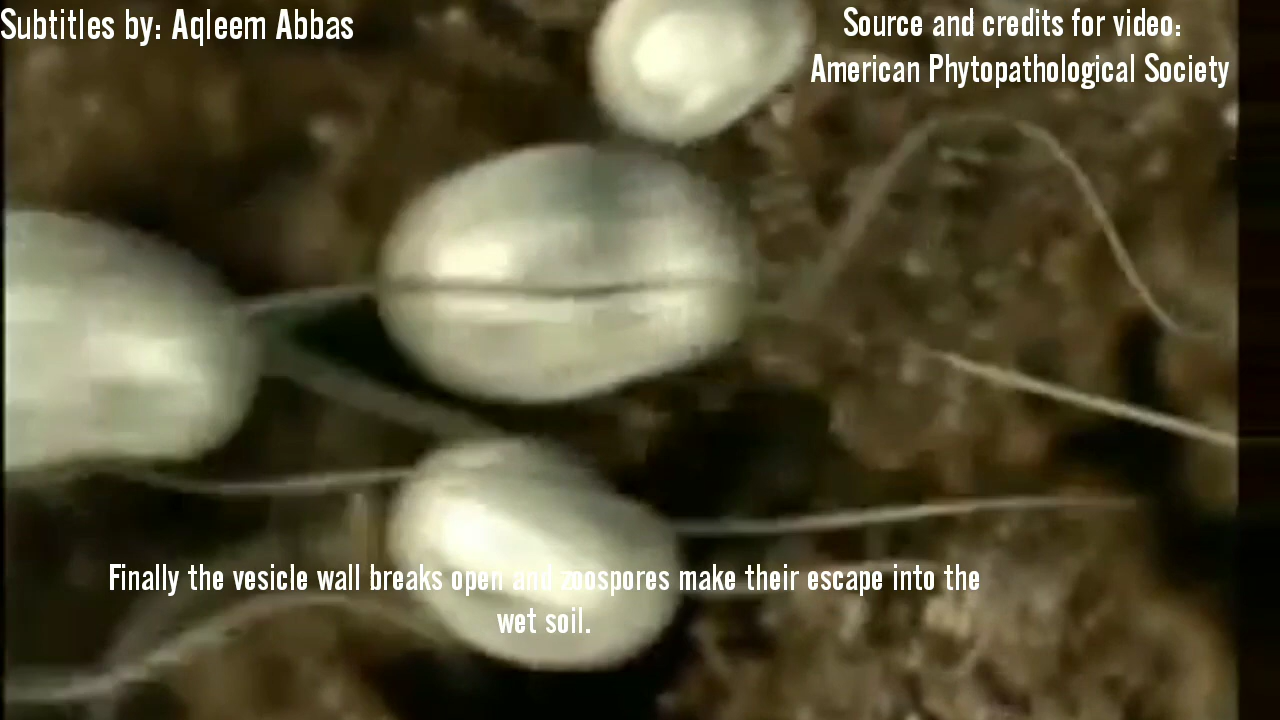 Subtitles by: Aqleem Abbas
Source and credits for video:
American Phytopathological Society
Finally the vesicle wall breaks open and zoospores make their escape into the
wet soil.